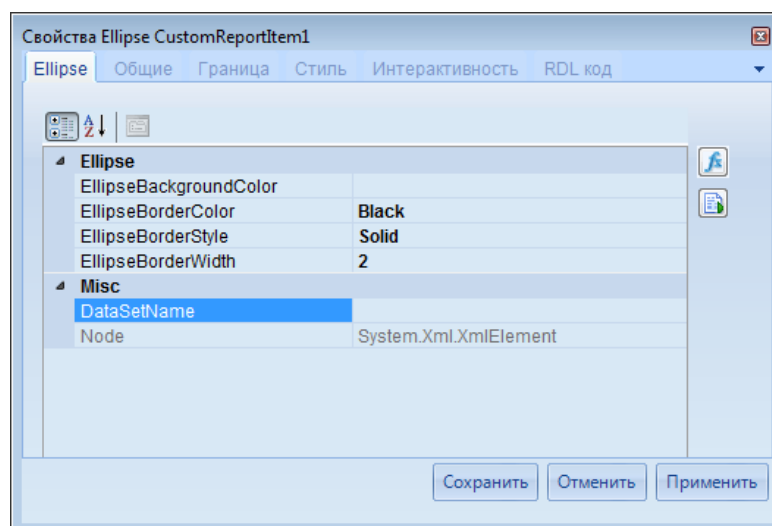 Свойства Ellipse CustomReportItem1
Ellipse Общие Граница Стиль Интерактивность RDL код
Ellipse
EllipseBackgroundColor
EllipseBorderColor Black
EllipseBorderStyle Solid
EllipseBorderWidth 2
Misc
DataSetName
Node System.Xml.XmlElement
Сохранить Отменить Применить